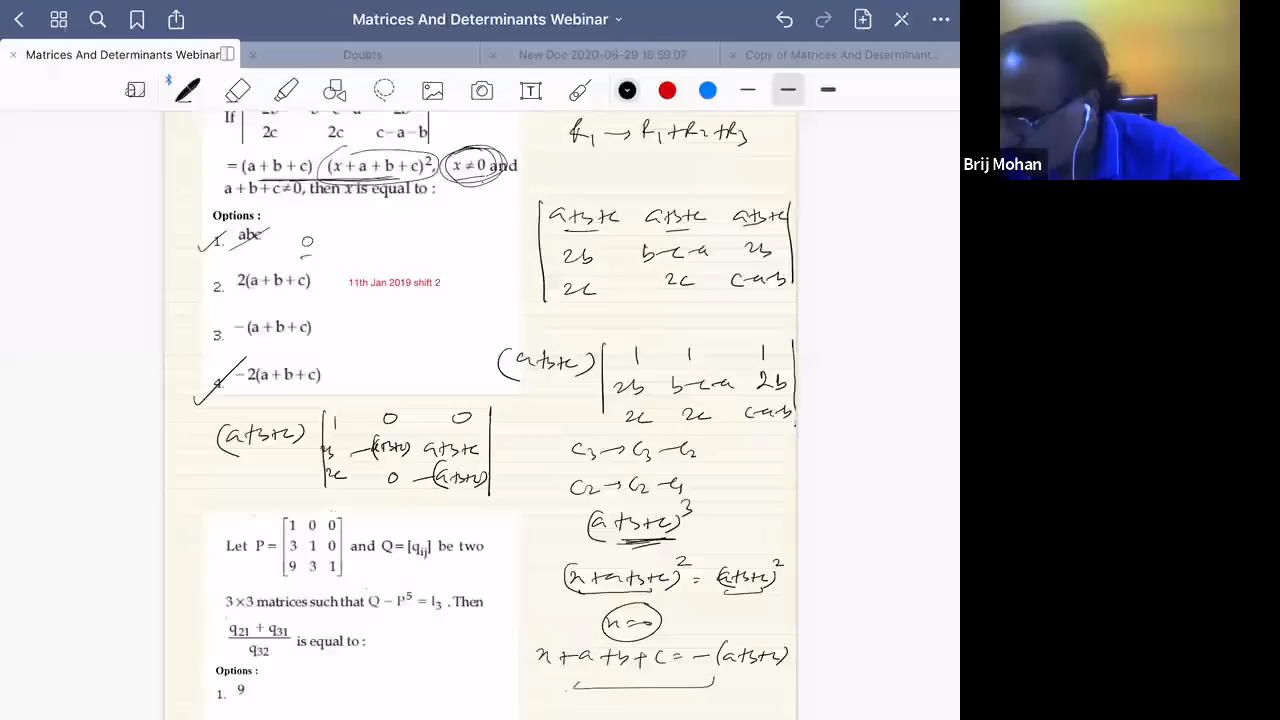 Matrices And Determinants Webinar
Matrices And Determinants Webinar
Doubts
New Doc 2020-06-29 16.59.07
Copy of Matrices And Determinant...
Brij Mohan
If
2c 2c c-a-b
=(a+b+c) (x+a+b+c)², x≠0 and
a+b+c≠0, then x is equal to :
Options :
1. abc 0
2. 2(a+b+c) 11th Jan 2019 shift 2
3. -(a+b+c)
4. -2(a+b+c)
(a+b+c) | 1 0 0 |
-(a+b+c) a+b+c
2c 0 -(a+b+c)
Let P= [1 0 0
3 1 0
9 3 1] and Q=[qij] be two
3×3 matrices such that Q-P⁵=I₃. Then
q21 + q31
q32
is equal to :
Options :
1. 9
R1 → R1+R2+R3
a+b+c a+b+c a+b+c
2b b-c-a 2b
2c 2c c-a-b
(a+b+c) | 1 1 1 |
2b b-c-a 2b
2c 2c c-a-b
C3 → C3-C2
C2 → C2-C1
(a+b+c)³
(x+a+b+c)² = (a+b+c)²
x=0
x+a+b+c = -(a+b+c)